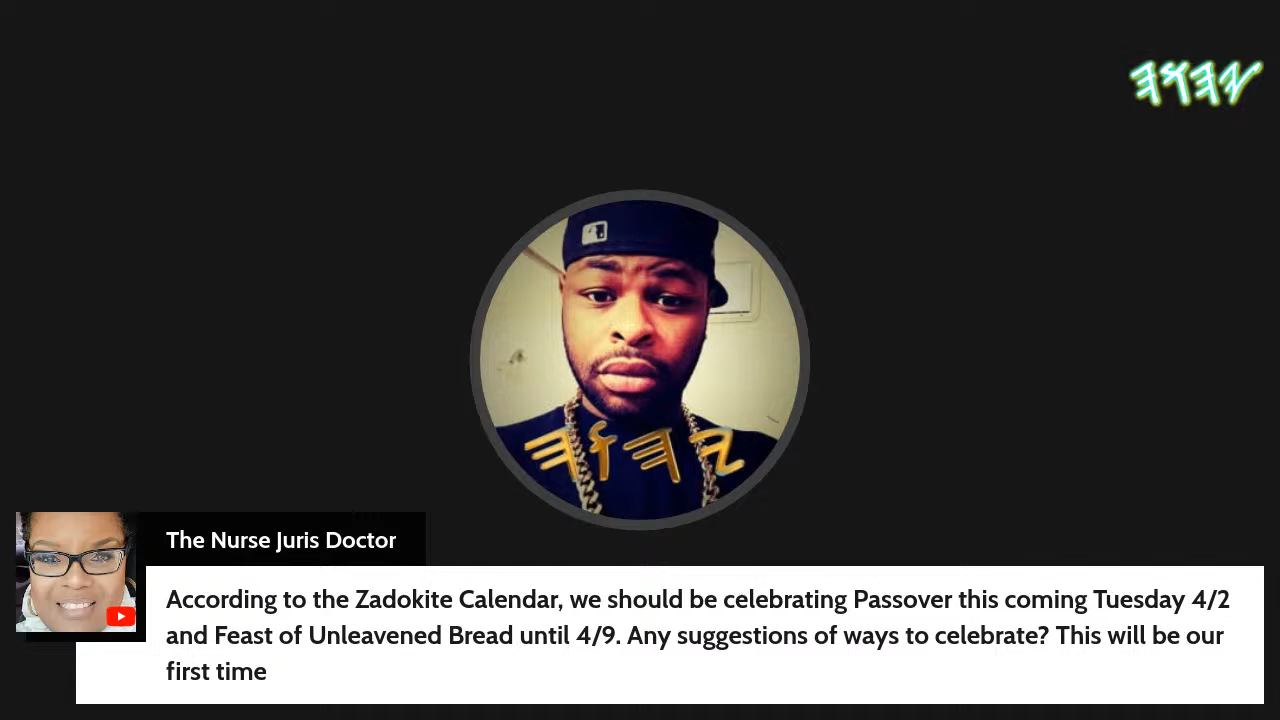 𐤉𐤄𐤅𐤄
𐤉𐤄𐤅𐤄
The Nurse Juris Doctor
According to the Zadokite Calendar, we should be celebrating Passover this coming Tuesday 4/2
and Feast of Unleavened Bread until 4/9. Any suggestions of ways to celebrate? This will be our
first time